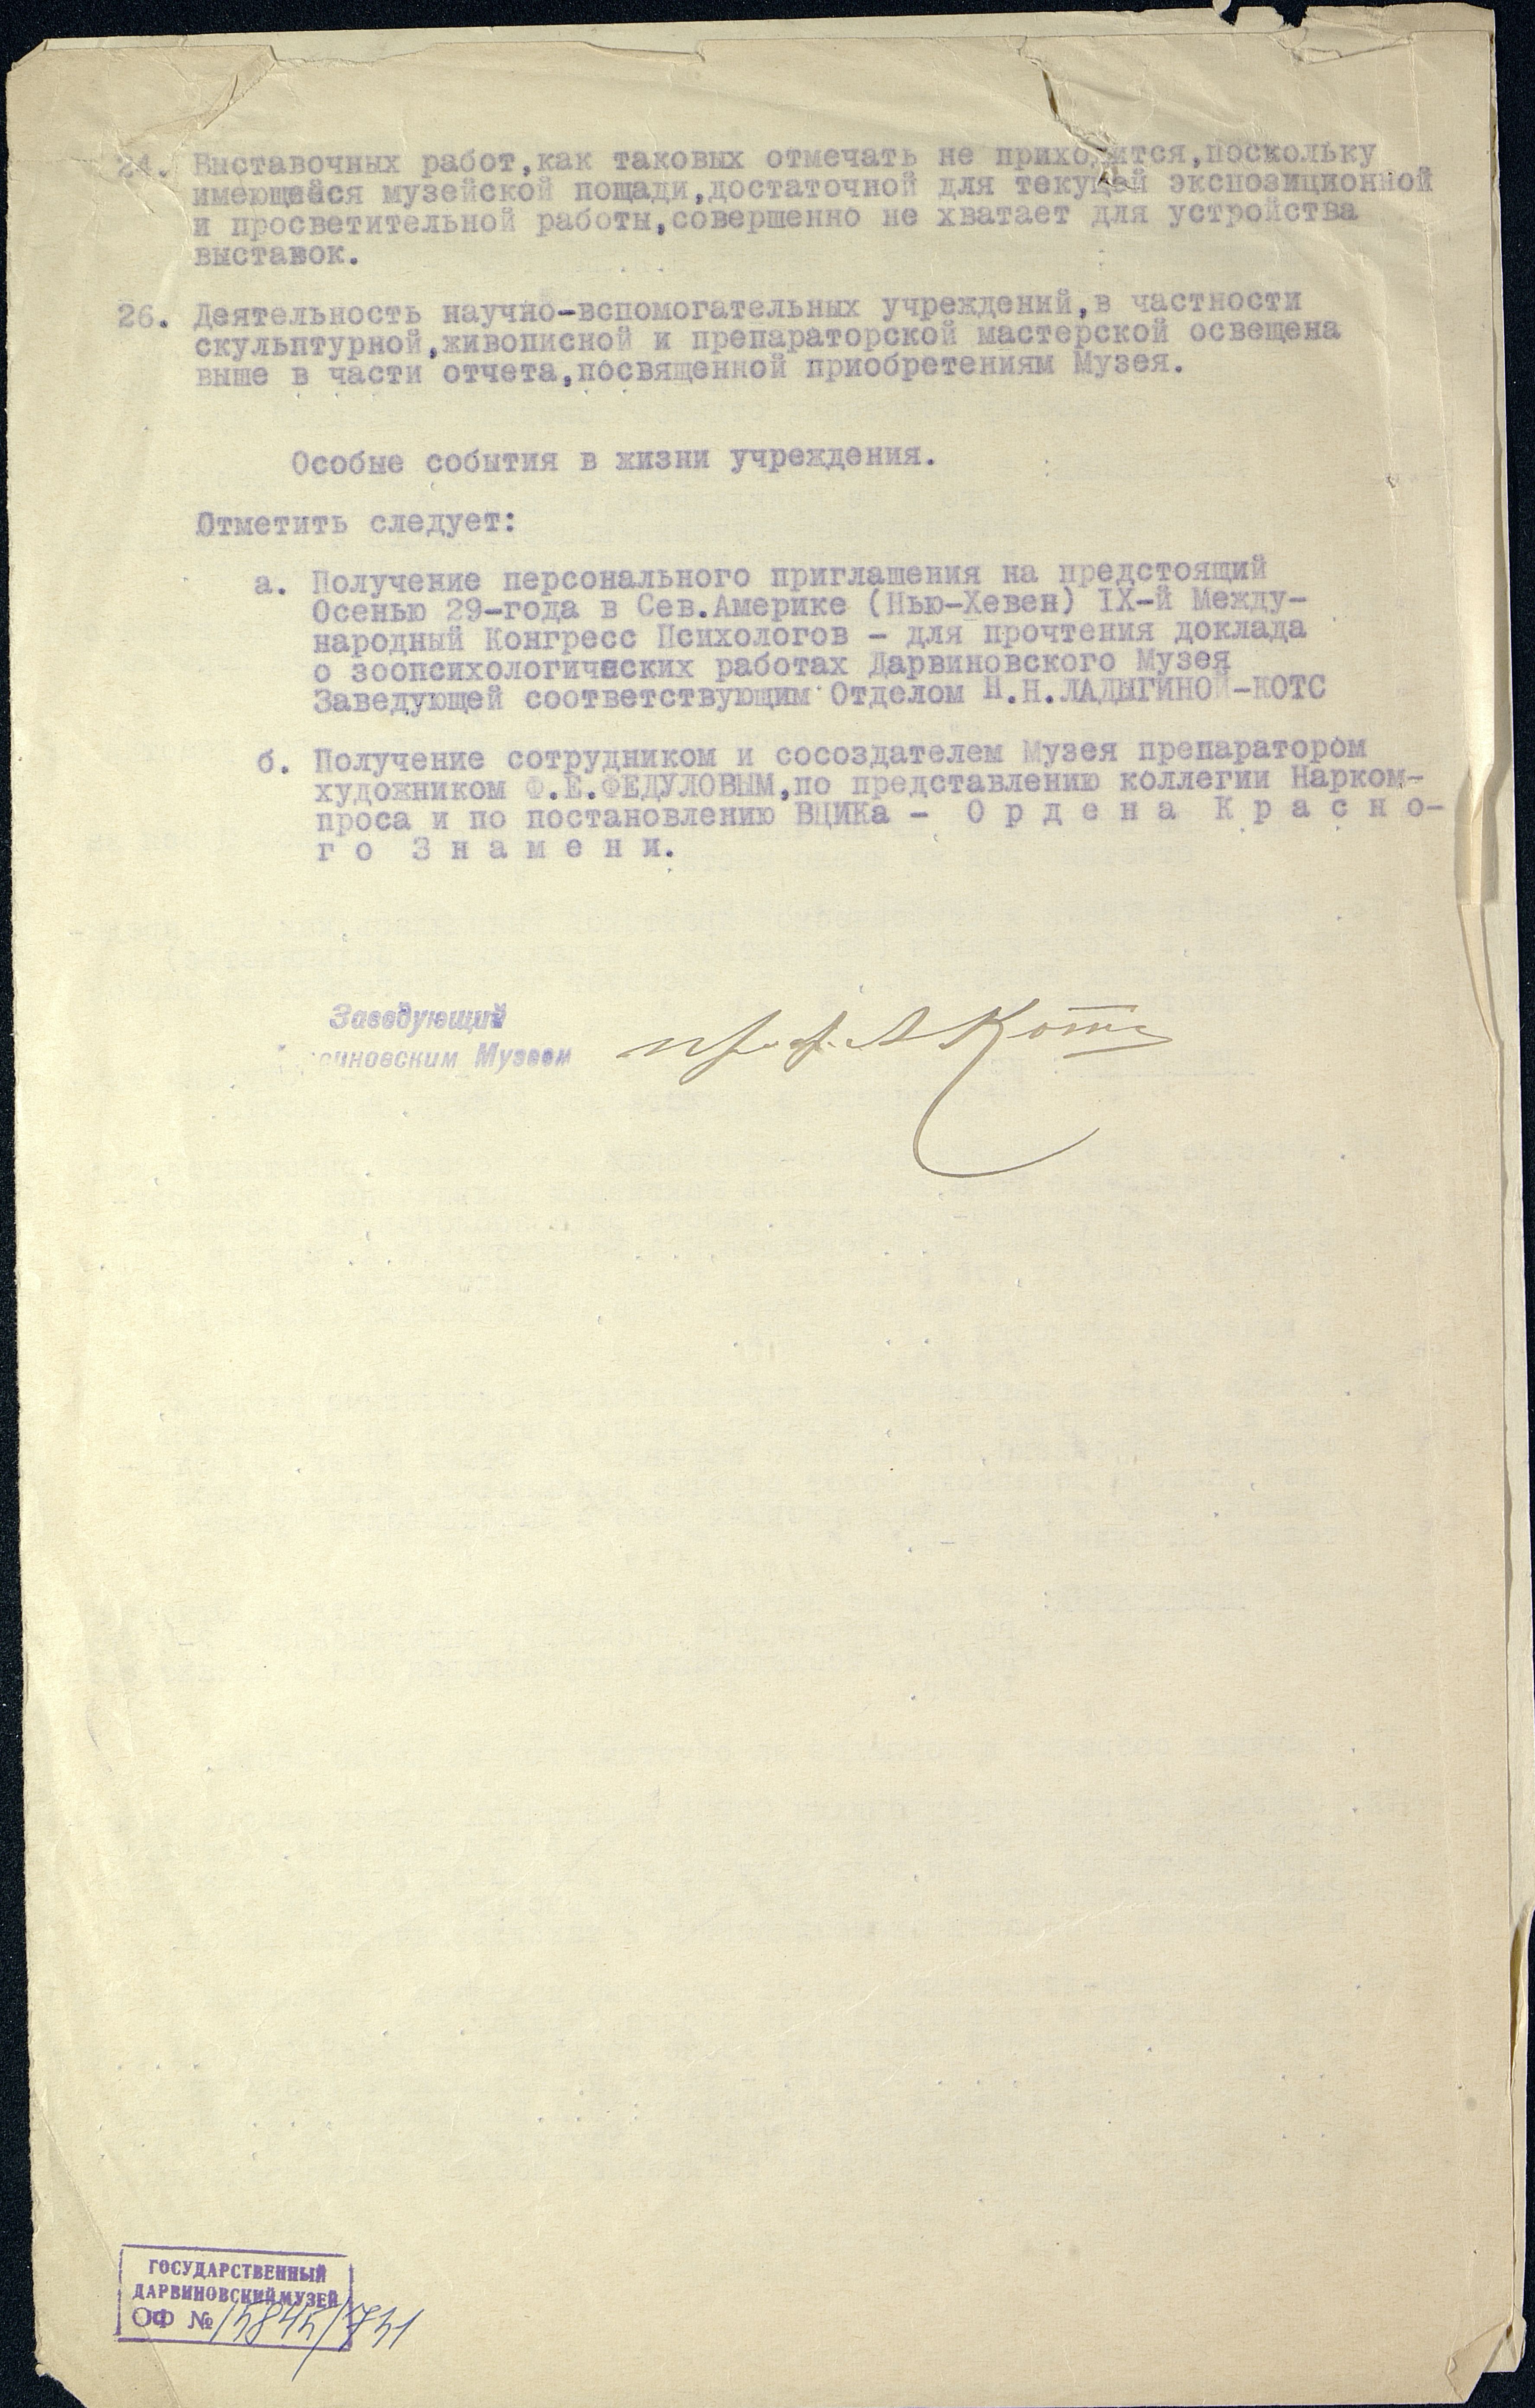 24. Выставочных работ,как таковых отмечать не приходится,поскольку
имеющейся музейской пощади,достаточной для текущей экспозиционной
и просветительной работы,совершенно не хватает для устройства
выставок.
26. Деятельность научно-вспомогательных учреждений,в частности
скульптурной,живописной и препараторской мастерской освещена
выше в части отчета,посвященной приобретениям Музея.
Особые события в жизни учреждения.
Отметить следует:
а. Получение персонального приглашения на предстоящий
Осенью 29-года в Сев.Америке (Нью-Хевен) IX-й Между-
народный Конгресс Психологов - для прочтения доклада
о зоопсихологических работах Дарвиновского Музея
Заведующей соответствующим Отделом Н.Н.ЛАДЫГИНОЙ-КОТС
б. Получение сотрудником и сосоздателем Музея препаратором
художником Ф.Е.ФЕДУЛОВЫМ,по представлению коллегии Нарком-
проса и по постановлению ВЦИКа - О р д е н а К р а с н о-
г о З н а м е н и.
Заведующий
виновским Музеем проф. А Котс
ГОСУДАРСТВЕННЫЙ
ДАРВИНОВСКИЙ МУЗЕЙ
ОФ № 15845/731